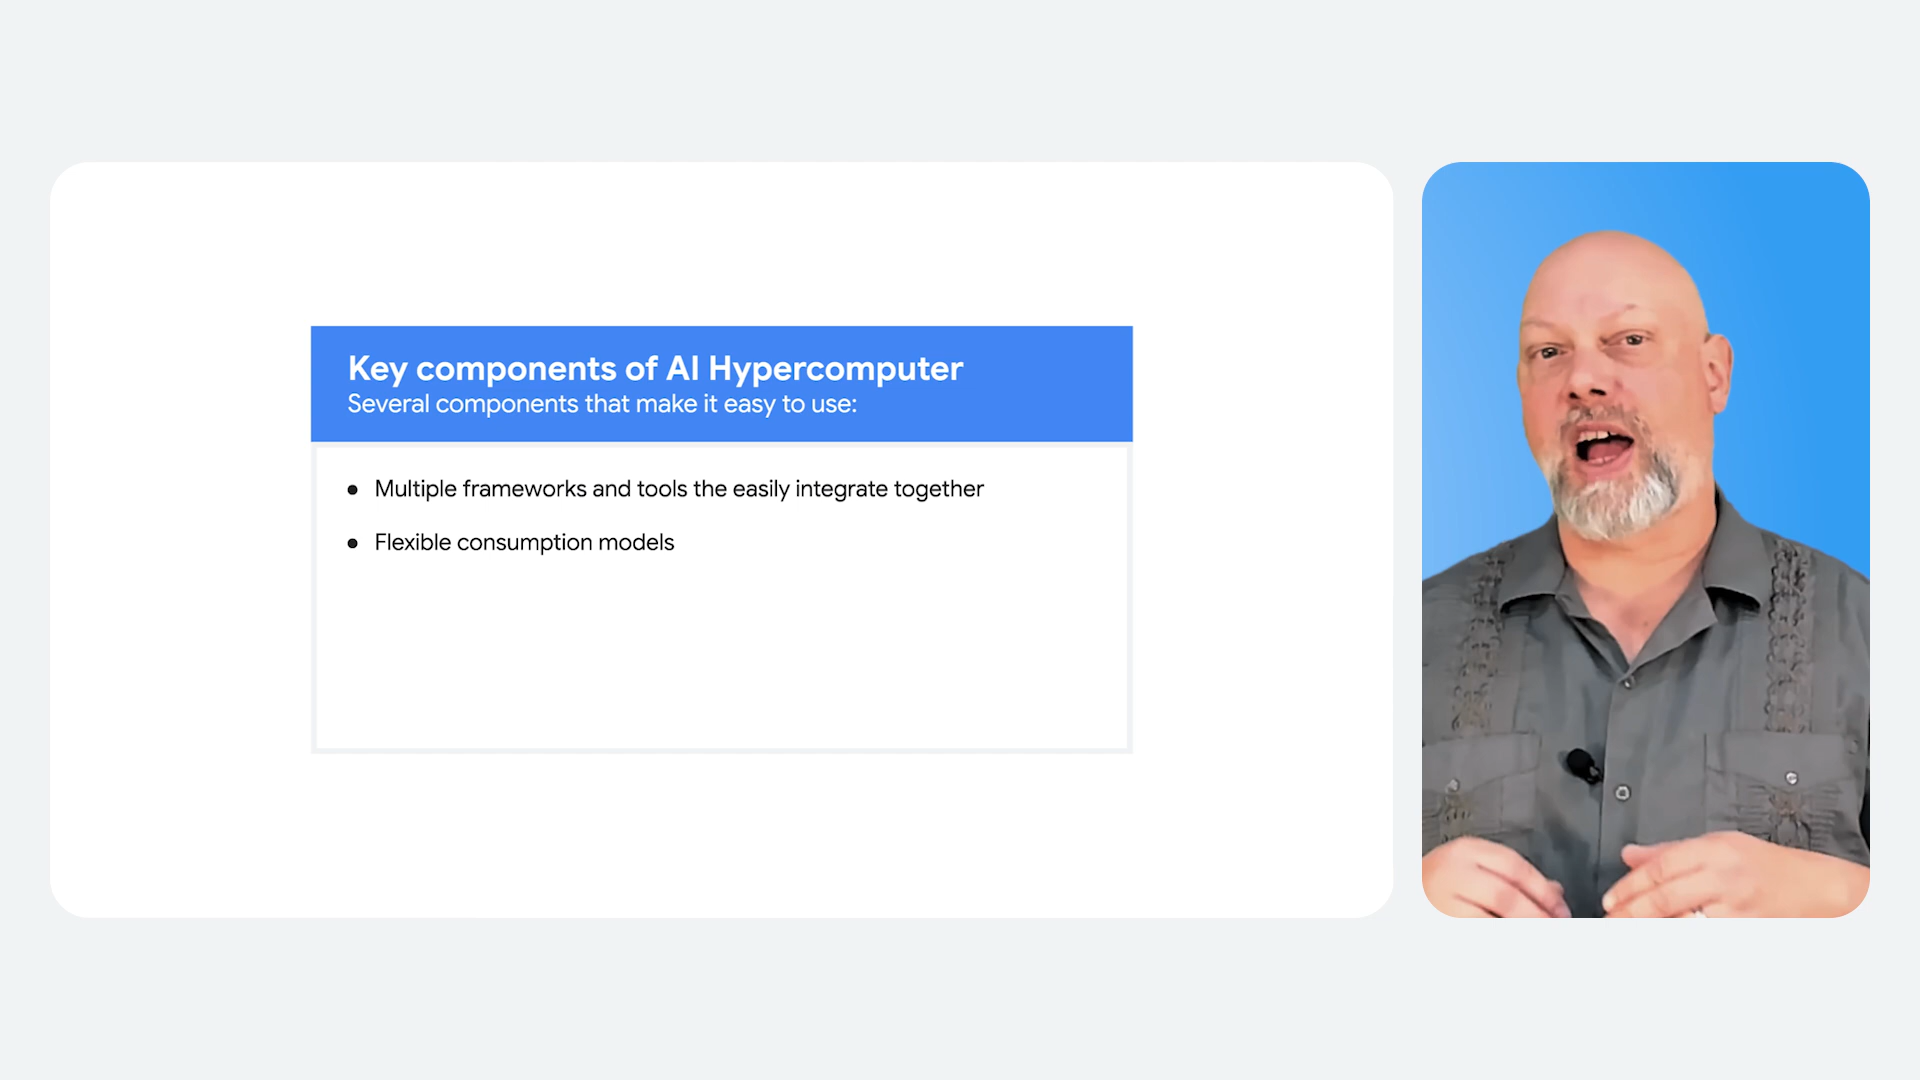 Key components of AI Hypercomputer
Several components that make it easy to use:
• Multiple frameworks and tools the easily integrate together
• Flexible consumption models